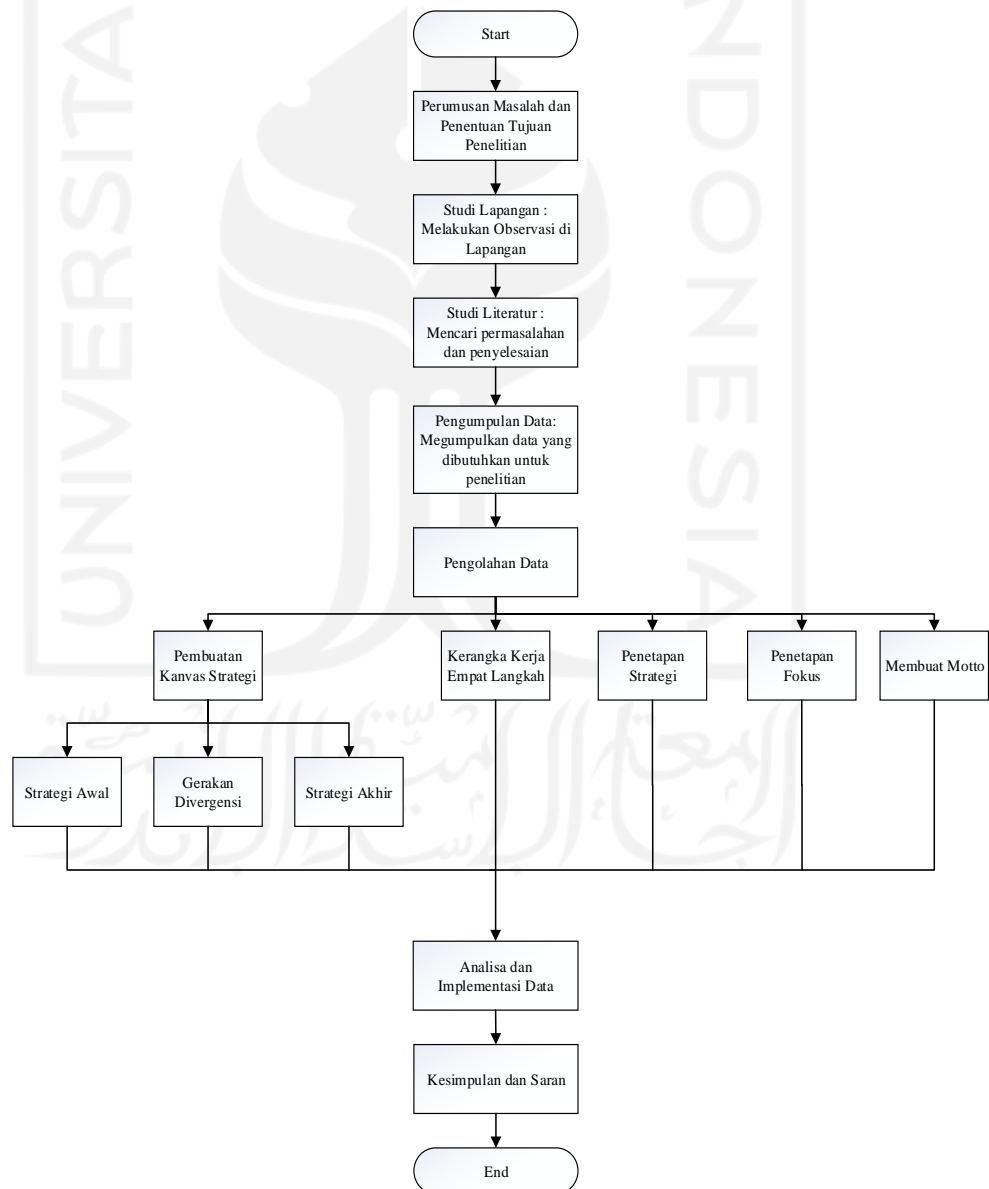 UNIVERSITA
NDONESIA
Start
Perumusan Masalah dan
Penentuan Tujuan
Penelitian
Studi Lapangan :
Melakukan Observasi di
Lapangan
Studi Literatur :
Mencari permasalahan
dan penyelesaian
Pengumpulan Data:
Megumpulkan data yang
dibutuhkan untuk
penelitian
Pengolahan Data
Pembuatan
Kanvas Strategi
Kerangka Kerja
Empat Langkah
Penetapan
Strategi
Penetapan
Fokus
Membuat Motto
Strategi Awal
Gerakan
Divergensi
Strategi Akhir
Analisa dan
Implementasi Data
Kesimpulan dan Saran
End